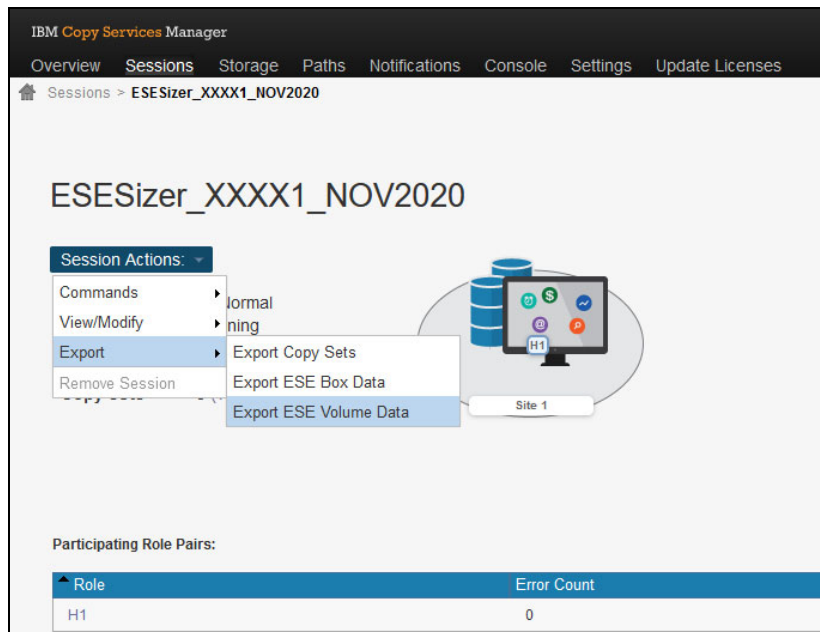 IBM Copy Services Manager
Overview Sessions Storage Paths Notifications Console Settings Update Licenses
Sessions > ESESizer_XXXX1_NOV2020
ESESizer_XXXX1_NOV2020
Session Actions:
Commands
View/Modify
Export
Remove Session
Export Copy Sets
Export ESE Box Data
Export ESE Volume Data
H1
Site 1
Participating Role Pairs:
Role Error Count
H1 0